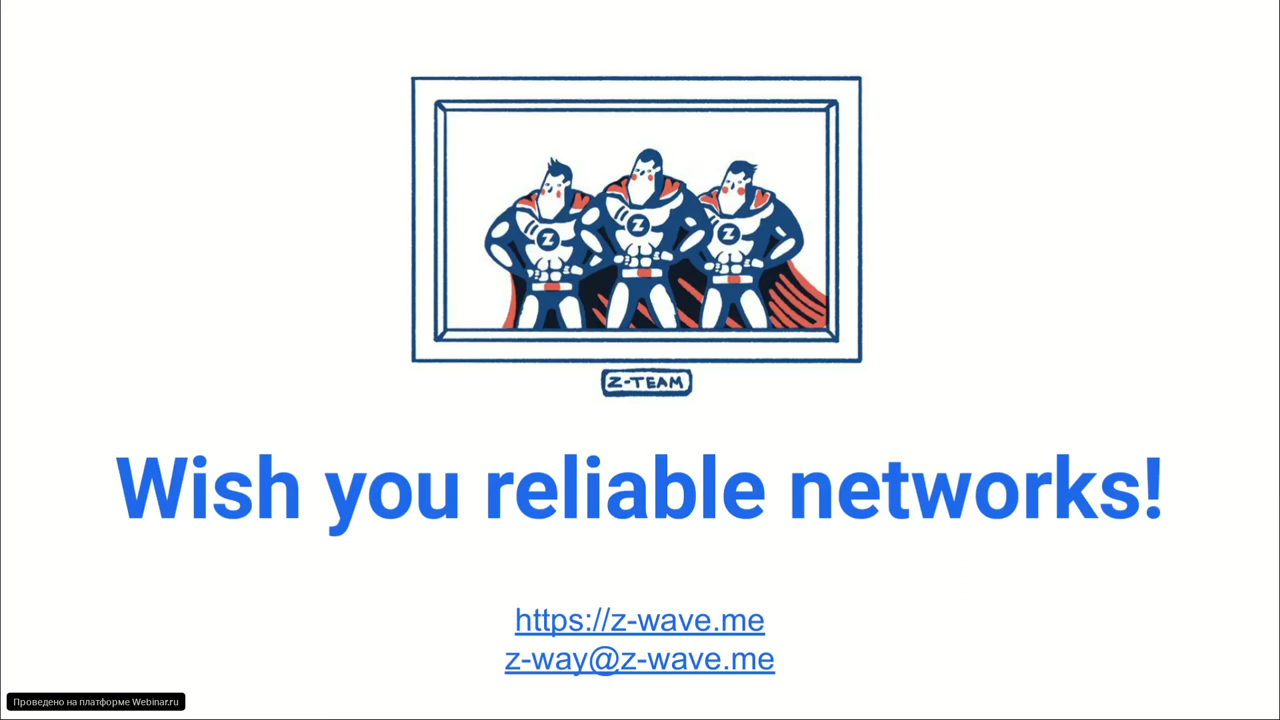 Z Z Z
Z-TEAM
Wish you reliable networks!
https://z-wave.me
z-way@z-wave.me
Проведено на платформе Webinar.ru